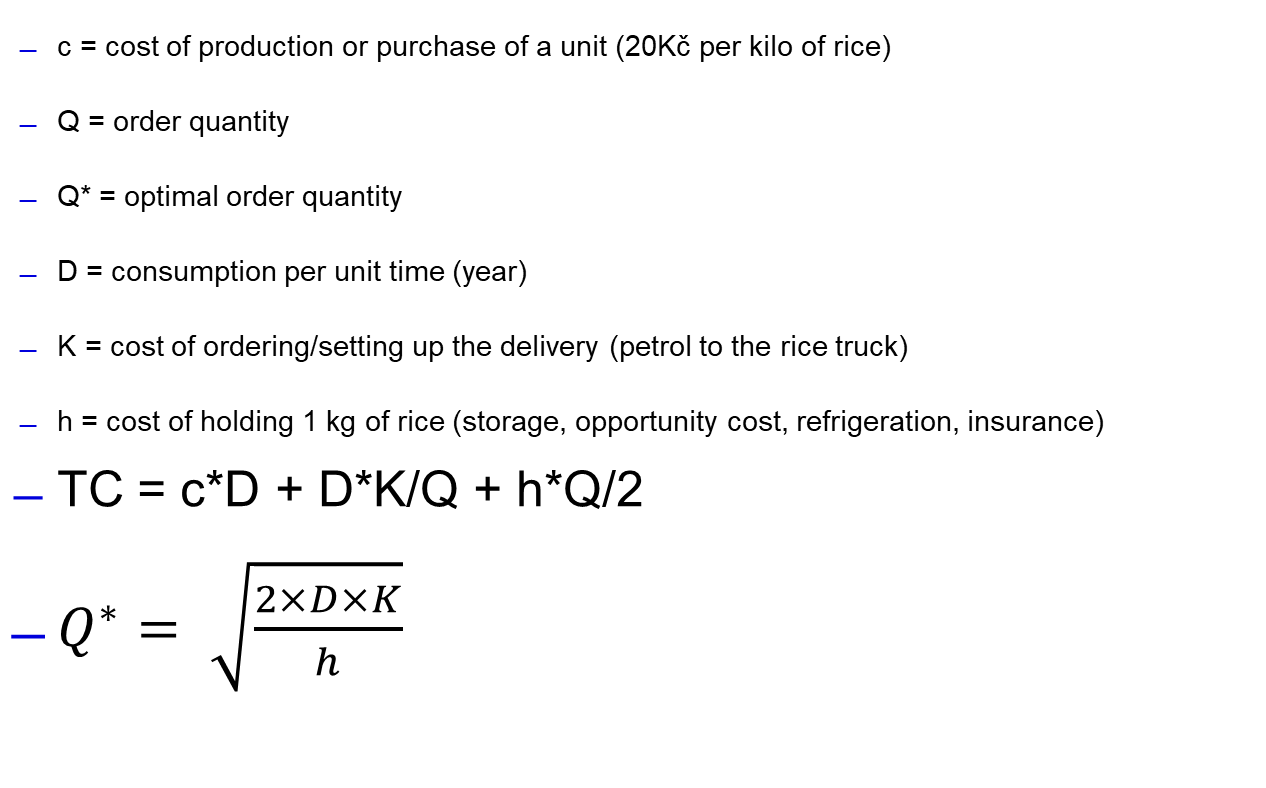 – c = cost of production or purchase of a unit (20Kč per kilo of rice)
– Q = order quantity
– Q* = optimal order quantity
– D = consumption per unit time (year)
– K = cost of ordering/setting up the delivery (petrol to the rice truck)
– h = cost of holding 1 kg of rice (storage, opportunity cost, refrigeration, insurance)
– TC = c*D + D*K/Q + h*Q/2
– Q* = √((2×D×K)/h)